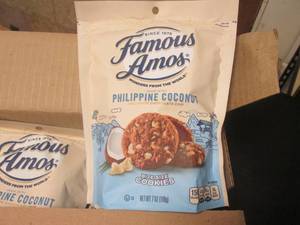 SINCE 1975
Famous
Amos
WONDERS FROM THE WORLD
PHILIPPINE COCONUT
BITE SIZE
COOKIES
NET WT 7 OZ (198g)
Famous
Amos
PINE COCONUT